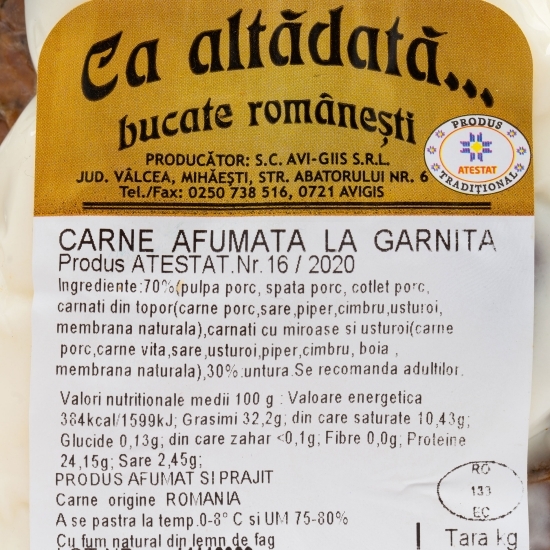 Ca altădată...
bucate românești
PRODUCĂTOR: S.C. AVI-GIIS S.R.L.
JUD. VÂLCEA, MIHĂEȘTI, STR. ABATORULUI NR. 6
Tel./Fax: 0250 738 516, 0721 AVIGIS
PRODUS
ATESTAT
TRADIȚIONAL
CARNE AFUMATA LA GARNITA
Produs ATESTAT.Nr.16 / 2020
Ingrediente:70%(pulpa porc, spata porc, cotlet porc,
carnati din topor(carne porc,sare,piper,cimbru,usturoi,
membrana naturala),carnati cu miroase si usturoi(carne
porc,carne vita,sare,usturoi,piper,cimbru, boia ,
membrana naturala),30%:untura.Se recomanda adultilor.
Valori nutritionale medii 100 g : Valoare energetica
384kcal/1599kJ; Grasimi 32,2g; din care saturate 10,43g;
Glucide 0,13g; din care zahar <0,1g; Fibre 0,0g; Proteine
24,15g; Sare 2,45g;
PRODUS AFUMAT SI PRAJIT
Carne origine ROMANIA
A se pastra la temp.0-8° C si UM 75-80%
Cu fum natural din lemn de fag
RO
133
EC
Tara kg